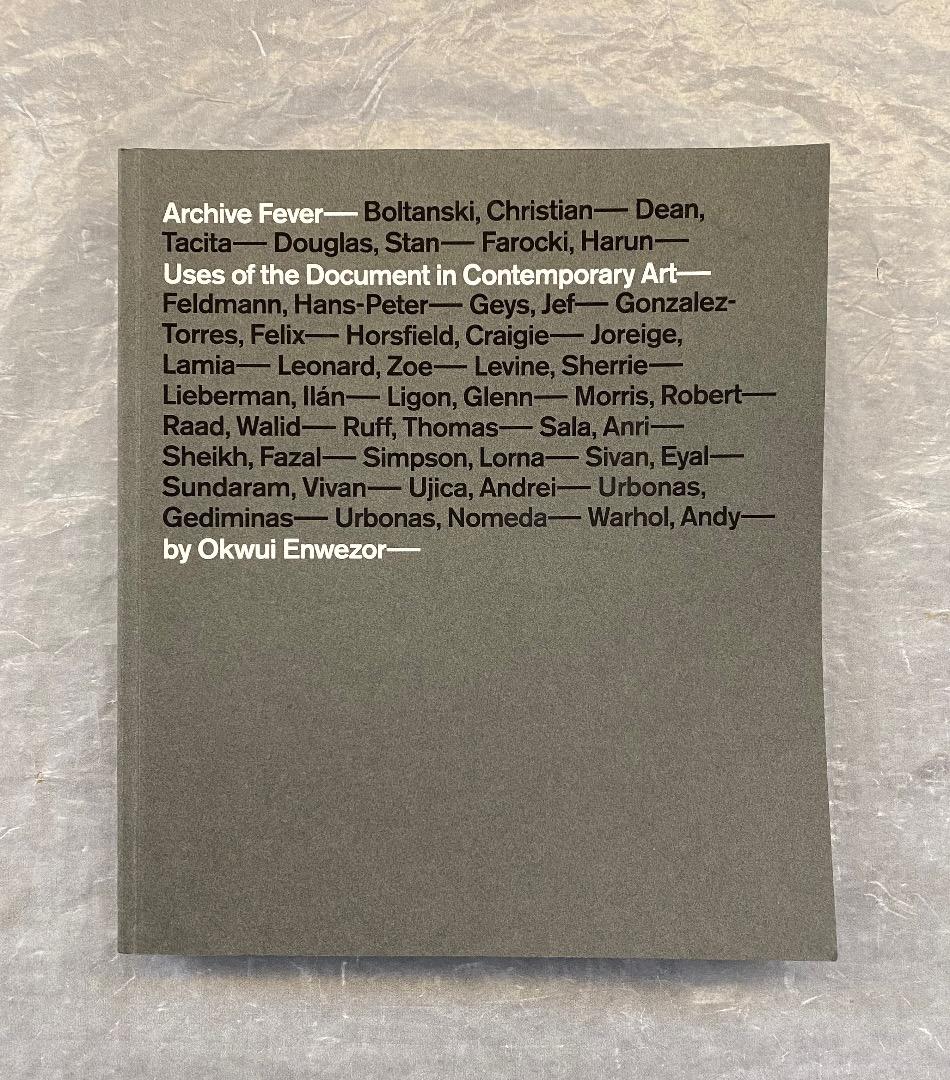 Archive Fever— Boltanski, Christian— Dean,
Tacita— Douglas, Stan— Farocki, Harun—
Uses of the Document in Contemporary Art—
Feldmann, Hans-Peter— Geys, Jef— Gonzalez-
Torres, Felix— Horsfield, Craigie— Joreige,
Lamia— Leonard, Zoe— Levine, Sherrie—
Lieberman, Ilán— Ligon, Glenn— Morris, Robert—
Raad, Walid— Ruff, Thomas— Sala, Anri—
Sheikh, Fazal— Simpson, Lorna— Sivan, Eyal—
Sundaram, Vivan— Ujica, Andrei— Urbonas,
Gediminas— Urbonas, Nomeda— Warhol, Andy—
by Okwui Enwezor—